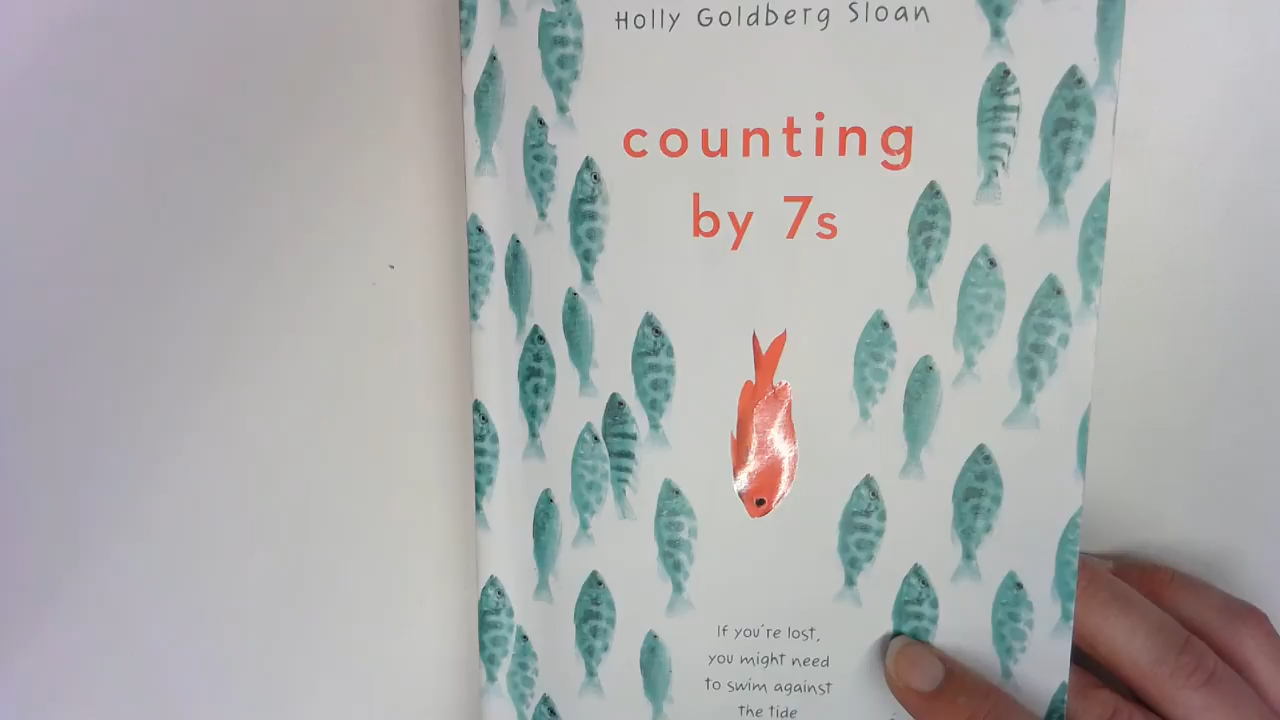 Holly Goldberg Sloan
counting
by 7s
If you're lost,
you might need
to swim against
the tide